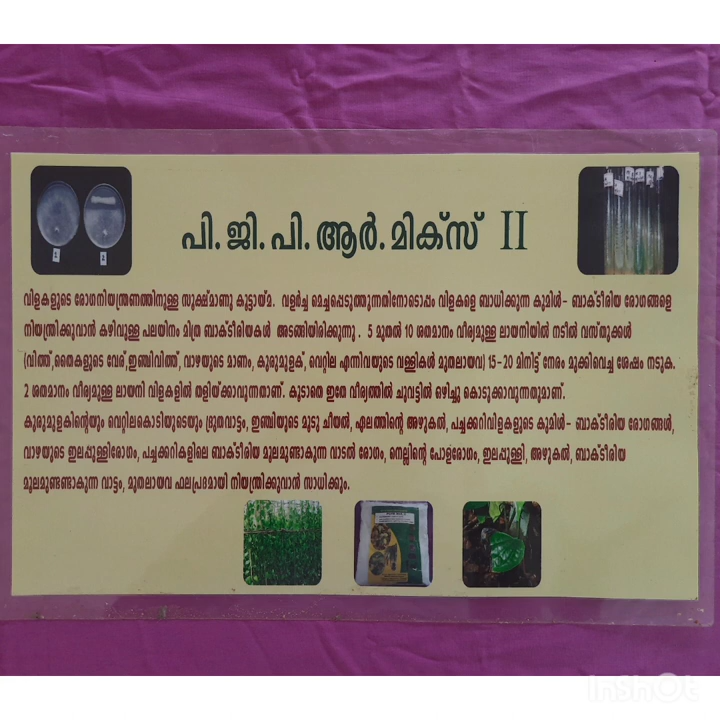 പി.ജി.പി.ആർ.മിക്സ് II
വിളകളുടെ രോഗനിയന്ത്രണത്തിനുള്ള സൂക്ഷ്മാണു കൂട്ടായ്മ. വളർച്ച മെച്ചപ്പെടുത്തുന്നതിനോടൊപ്പം വിളകളെ ബാധിക്കുന്ന കുമിൾ- ബാക്ടീരിയ രോഗങ്ങളെ
നിയന്ത്രിക്കുവാൻ കഴിവുള്ള പലയിനം മിത്ര ബാക്ടീരിയകൾ അടങ്ങിയിരിക്കുന്നു. 5 മുതൽ 10 ശതമാനം വീര്യമുള്ള ലായനിയിൽ നടീൽ വസ്തുക്കൾ
(വിത്ത്,തൈകളുടെ വേര്,ഇഞ്ചിവിത്ത്, വാഴയുടെ മാണം, കുരുമുളക്, വെറ്റില എന്നിവയുടെ വള്ളികൾ മുതലായവ) 15-20 മിനിട്ട് നേരം മുക്കിവെച്ച ശേഷം നടുക.
2 ശതമാനം വീര്യമുള്ള ലായനി വിളകളിൽ തളിയ്ക്കാവുന്നതാണ്. കൂടാതെ ഇതേ വീര്യത്തിൽ ചുവട്ടിൽ ഒഴിച്ചു കൊടുക്കാവുന്നതുമാണ്.
കുരുമുളകിന്റെയും വെറ്റിലകൊടിയുടെയും ദ്രുതവാട്ടം, ഇഞ്ചിയുടെ മൂടു ചീയൽ, ഏലത്തിന്റെ അഴുകൽ, പച്ചക്കറിവിളകളുടെ കുമിൾ- ബാക്ടീരിയ രോഗങ്ങൾ,
വാഴയുടെ ഇലപ്പുള്ളിരോഗം, പച്ചക്കറികളിലെ ബാക്ടീരിയ മൂലമുണ്ടാകുന്ന വാടൽ രോഗം, നെല്ലിന്റെ പോളരോഗം, ഇലപ്പുള്ളി, അഴുകൽ, ബാക്ടീരിയ
മൂലമുണ്ടണ്ടാകുന്ന വാട്ടം, മുതലായവ ഫലപ്രദമായി നിയന്ത്രിക്കുവാൻ സാധിക്കും.
InShOt